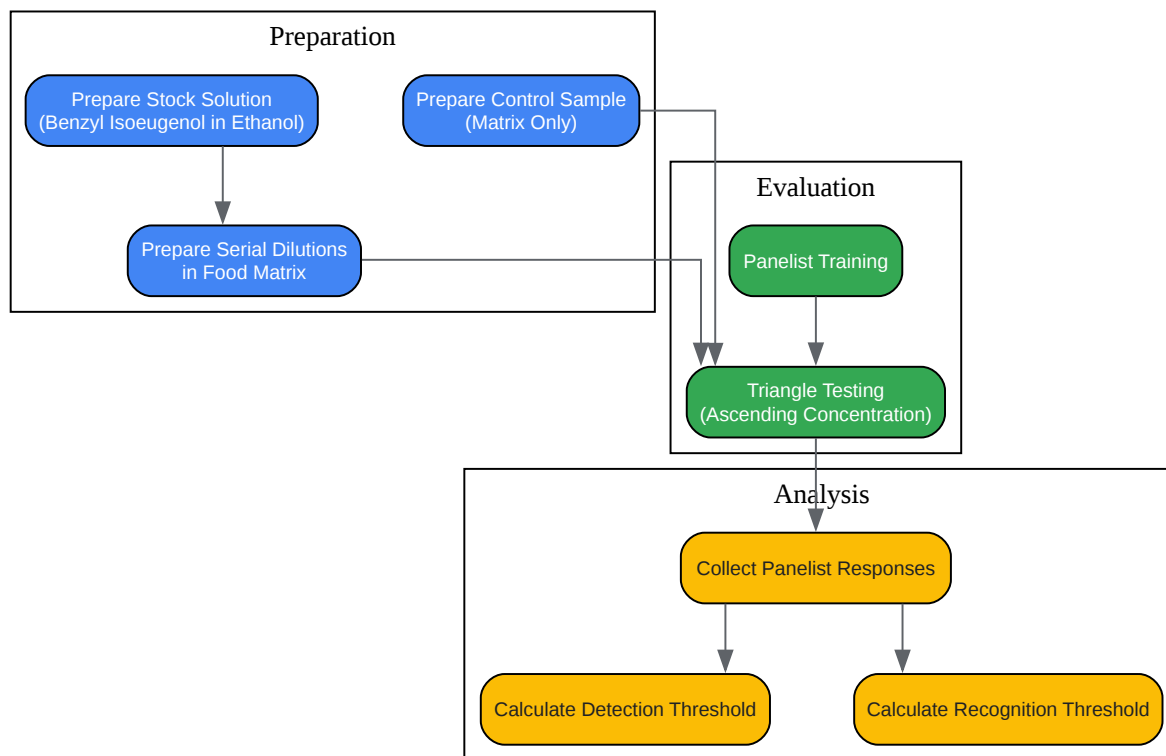 Preparation
Prepare Stock Solution
(Benzyl Isoeugenol in Ethanol)
Prepare Control Sample
(Matrix Only)
Prepare Serial Dilutions
in Food Matrix
Evaluation
Panelist Training
Triangle Testing
(Ascending Concentration)
Analysis
Collect Panelist Responses
Calculate Detection Threshold
Calculate Recognition Threshold